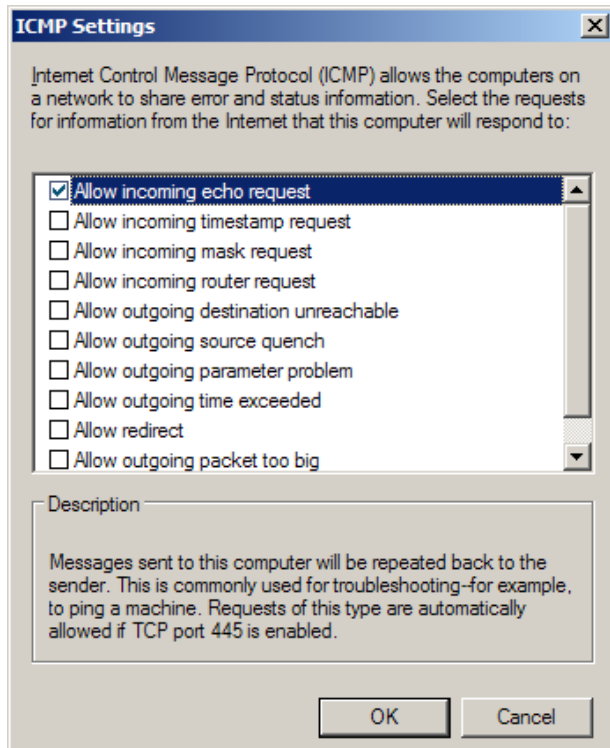 ICMP Settings
Internet Control Message Protocol (ICMP) allows the computers on
a network to share error and status information. Select the requests
for information from the Internet that this computer will respond to:
Allow incoming echo request
Allow incoming timestamp request
Allow incoming mask request
Allow incoming router request
Allow outgoing destination unreachable
Allow outgoing source quench
Allow outgoing parameter problem
Allow outgoing time exceeded
Allow redirect
Allow outgoing packet too big
Description
Messages sent to this computer will be repeated back to the
sender. This is commonly used for troubleshooting--for example,
to ping a machine. Requests of this type are automatically
allowed if TCP port 445 is enabled.
OK
Cancel